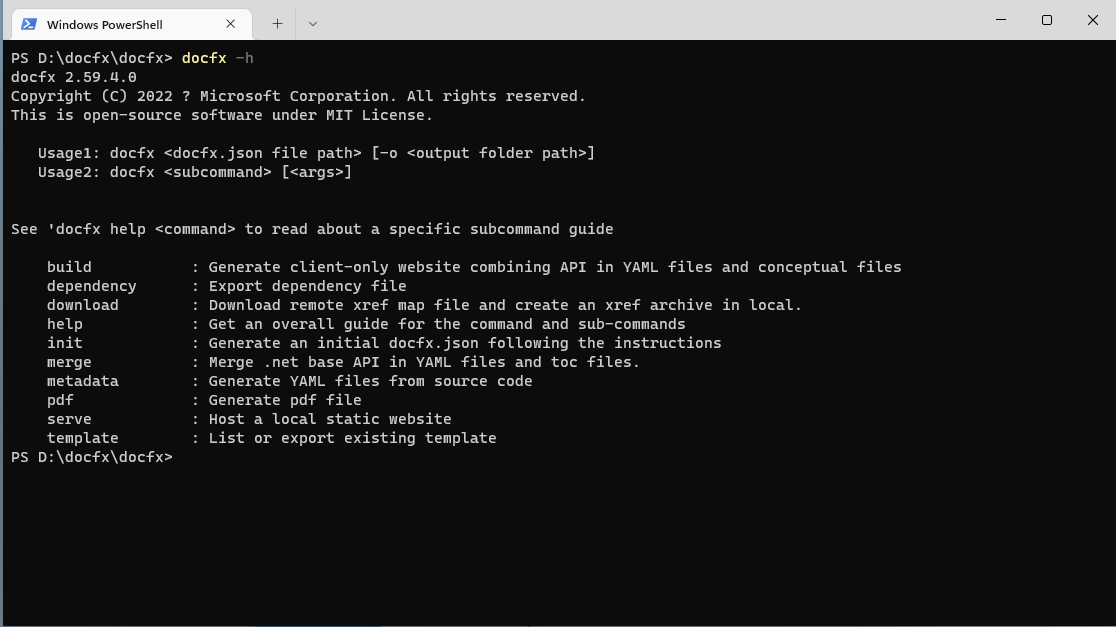 Windows PowerShell
PS D:\docfx\docfx> docfx -h
docfx 2.59.4.0
Copyright (C) 2022 ? Microsoft Corporation. All rights reserved.
This is open-source software under MIT License.
Usage1: docfx <docfx.json file path> [-o <output folder path>]
Usage2: docfx <subcommand> [<args>]
See 'docfx help <command> to read about a specific subcommand guide
build : Generate client-only website combining API in YAML files and conceptual files
dependency : Export dependency file
download : Download remote xref map file and create an xref archive in local.
help : Get an overall guide for the command and sub-commands
init : Generate an initial docfx.json following the instructions
merge : Merge .net base API in YAML files and toc files.
metadata : Generate YAML files from source code
pdf : Generate pdf file
serve : Host a local static website
template : List or export existing template
PS D:\docfx\docfx>